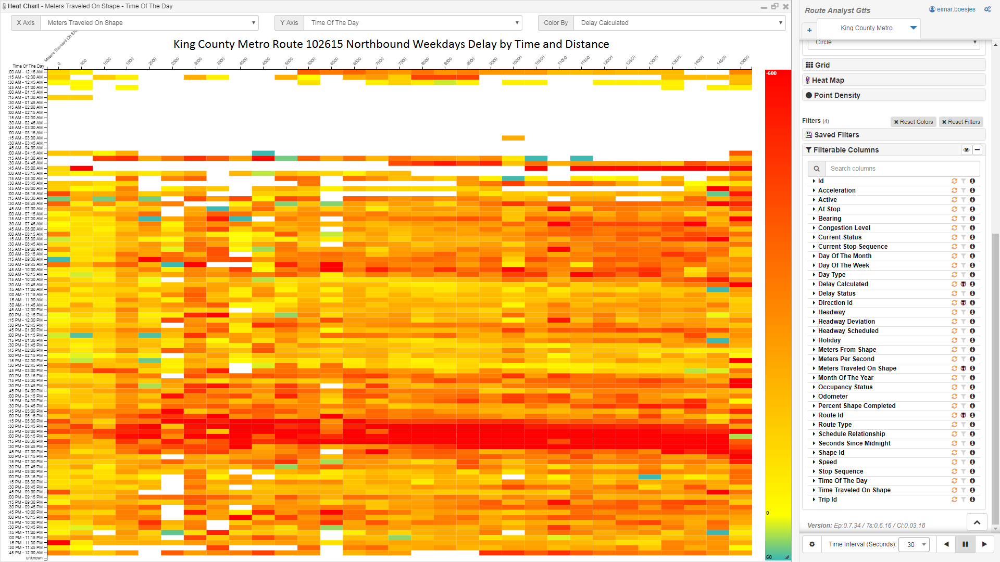 Heat Chart - Meters Traveled On Shape - Time Of The Day
X Axis Meters Traveled On Shape
Y Axis Time Of The Day
Color By Delay Calculated
King County Metro Route 102615 Northbound Weekdays Delay by Time and Distance
Meters Traveled On Sh
0 500 1000 1500 2000 2500 3000 3500 4000 4500 5000 5500 6000 6500 7000 7500 8000 8500 9000 9500 10000 10500 11000 11500 12000 12500 13000 13500 14000 14500 15000
Time Of The Day
:00 AM - 12:15 AM
:15 AM - 12:30 AM
:30 AM - 12:45 AM
:45 AM - 01:00 AM
:00 AM - 01:15 AM
:15 AM - 01:30 AM
:30 AM - 01:45 AM
:45 AM - 02:00 AM
:00 AM - 02:15 AM
:15 AM - 02:30 AM
:30 AM - 02:45 AM
:45 AM - 03:00 AM
:00 AM - 03:15 AM
:15 AM - 03:30 AM
:30 AM - 03:45 AM
:45 AM - 04:00 AM
:00 AM - 04:15 AM
:15 AM - 04:30 AM
:30 AM - 04:45 AM
:45 AM - 05:00 AM
:00 AM - 05:15 AM
:15 AM - 05:30 AM
:30 AM - 05:45 AM
:45 AM - 06:00 AM
:00 AM - 06:15 AM
:15 AM - 06:30 AM
:30 AM - 06:45 AM
:45 AM - 07:00 AM
:00 AM - 07:15 AM
:15 AM - 07:30 AM
:30 AM - 07:45 AM
:45 AM - 08:00 AM
:00 AM - 08:15 AM
:15 AM - 08:30 AM
:30 AM - 08:45 AM
:45 AM - 09:00 AM
:00 AM - 09:15 AM
:15 AM - 09:30 AM
:30 AM - 09:45 AM
:45 AM - 10:00 AM
:00 AM - 10:15 AM
:15 AM - 10:30 AM
:30 AM - 10:45 AM
:45 AM - 11:00 AM
:00 AM - 11:15 AM
:15 AM - 11:30 AM
:30 AM - 11:45 AM
:45 AM - 12:00 PM
:00 PM - 12:15 PM
:15 PM - 12:30 PM
:30 PM - 12:45 PM
:45 PM - 01:00 PM
:00 PM - 01:15 PM
:15 PM - 01:30 PM
:30 PM - 01:45 PM
:45 PM - 02:00 PM
:00 PM - 02:15 PM
:15 PM - 02:30 PM
:30 PM - 02:45 PM
:45 PM - 03:00 PM
:00 PM - 03:15 PM
:15 PM - 03:30 PM
:30 PM - 03:45 PM
:45 PM - 04:00 PM
:00 PM - 04:15 PM
:15 PM - 04:30 PM
:30 PM - 04:45 PM
:45 PM - 05:00 PM
:00 PM - 05:15 PM
:15 PM - 05:30 PM
:30 PM - 05:45 PM
:45 PM - 06:00 PM
:00 PM - 06:15 PM
:15 PM - 06:30 PM
:30 PM - 06:45 PM
:45 PM - 07:00 PM
:00 PM - 07:15 PM
:15 PM - 07:30 PM
:30 PM - 07:45 PM
:45 PM - 08:00 PM
:00 PM - 08:15 PM
:15 PM - 08:30 PM
:30 PM - 08:45 PM
:45 PM - 09:00 PM
:00 PM - 09:15 PM
:15 PM - 09:30 PM
:30 PM - 09:45 PM
:45 PM - 10:00 PM
:00 PM - 10:15 PM
:15 PM - 10:30 PM
:30 PM - 10:45 PM
:45 PM - 11:00 PM
:00 PM - 11:15 PM
:15 PM - 11:30 PM
:30 PM - 11:45 PM
:45 PM - 12:00 AM
unknown
-600
0
60
Route Analyst Gtfs
eimar.boesjes
+
King County Metro
Circle
Grid
Heat Map
Point Density
Filters (4)
Reset Colors
Reset Filters
Saved Filters
Filterable Columns
Search columns
Id
Acceleration
Active
At Stop
Bearing
Congestion Level
Current Status
Current Stop Sequence
Day Of The Month
Day Of The Week
Day Type
Delay Calculated
Delay Status
Direction Id
Headway
Headway Deviation
Headway Scheduled
Holiday
Meters From Shape
Meters Per Second
Meters Traveled On Shape
Month Of The Year
Occupancy Status
Odometer
Percent Shape Completed
Route Id
Route Type
Schedule Relationship
Seconds Since Midnight
Shape Id
Speed
Stop Sequence
Time Of The Day
Time Traveled On Shape
Trip Id
Version: Ep:0.7.34 / Ts:0.6.16 / Cl:0.03.18
Time Interval (Seconds): 30